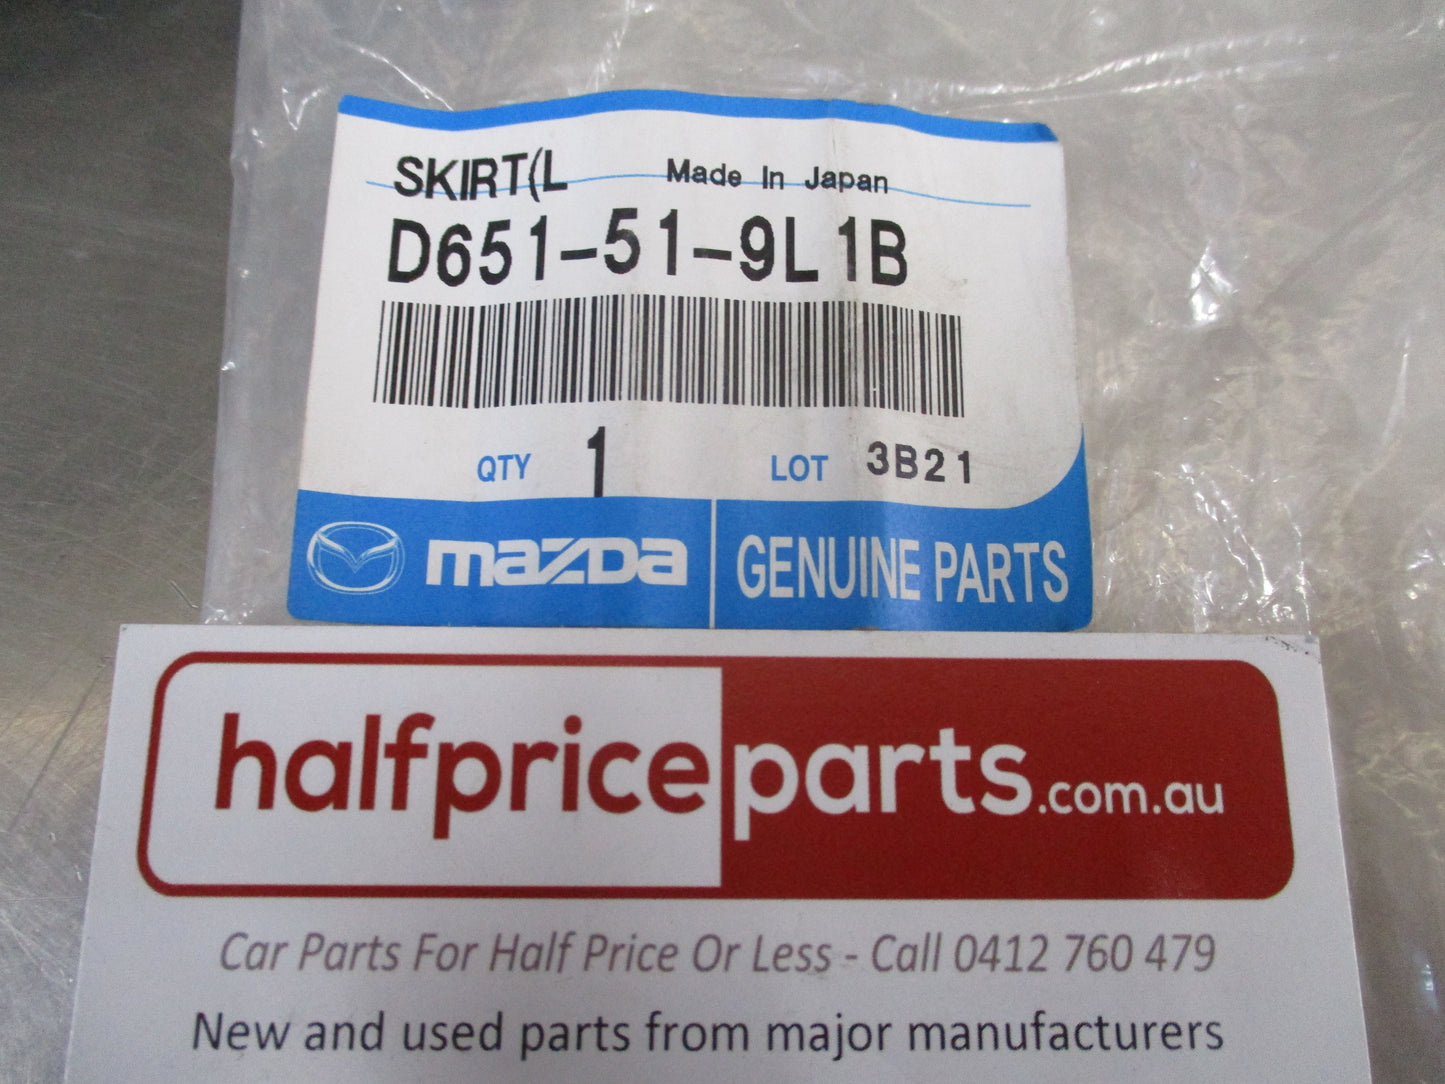 SKIRT(L Made In Japan
D651-51-9L1B
QTY 1 LOT 3B21
mazDa GENUINE PARTS
halfpriceparts.com.au
Car Parts For Half Price Or Less - Call 0412 760 479
New and used parts from major manufacturers